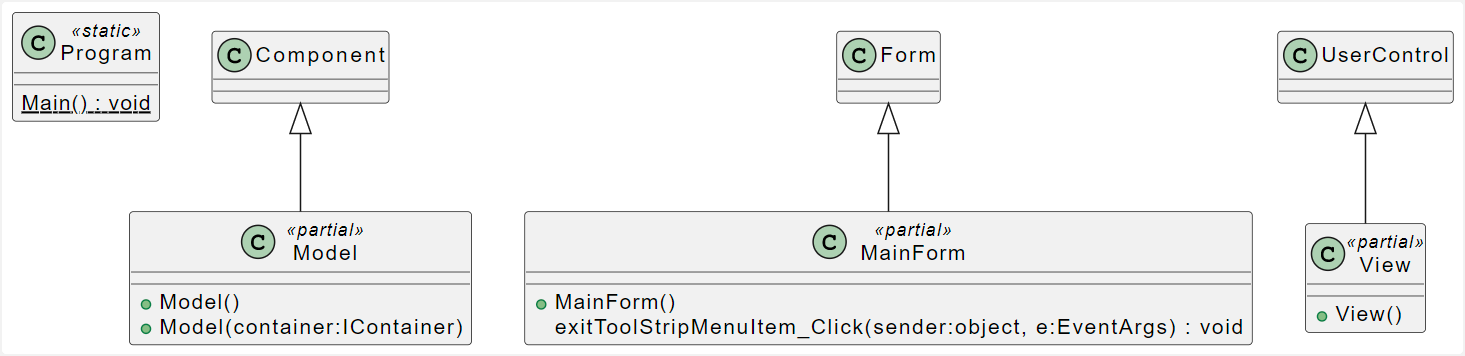 C «static» Program
Main() : void
C Component
C Form
C UserControl
C «partial» Model
Model()
Model(container:IContainer)
C «partial» MainForm
MainForm()
exitToolStripMenuItem_Click(sender:object, e:EventArgs) : void
C «partial» View
View()